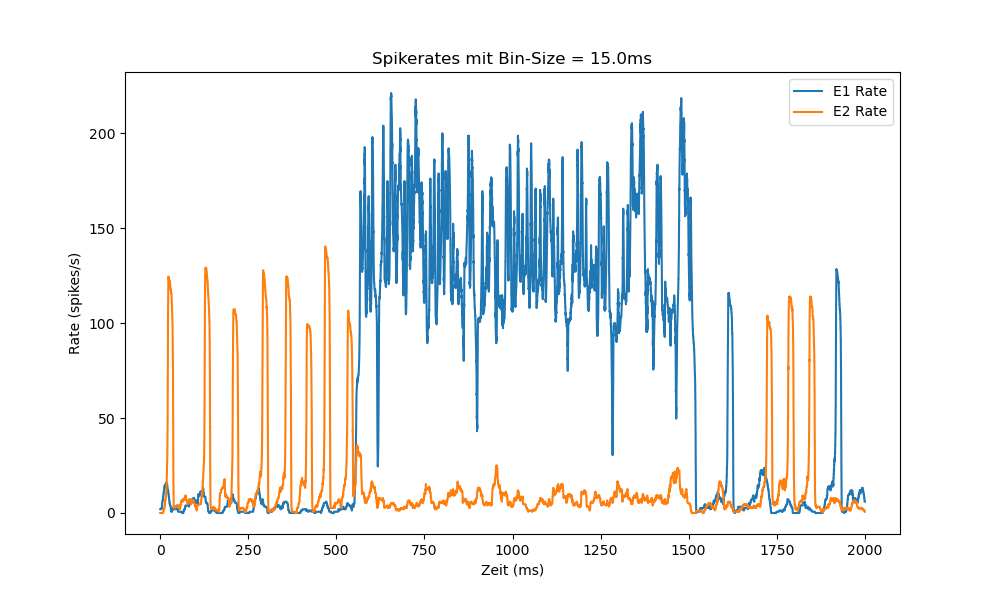 Spikerates mit Bin-Size = 15.0ms
E1 Rate
E2 Rate
200
150
100
50
0
Rate (spikes/s)
0 250 500 750 1000 1250 1500 1750 2000
Zeit (ms)